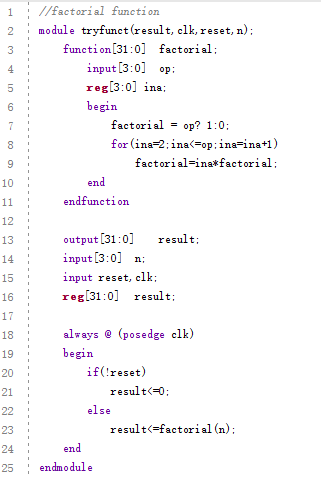 1 //factorial function
2 module tryfunct(result,clk,reset,n);
3 function[31:0] factorial;
4 input[3:0] op;
5 reg[3:0] ina;
6 begin
7 factorial = op? 1:0;
8 for(ina=2;ina<=op;ina=ina+1)
9 factorial=ina*factorial;
10 end
11 endfunction
12
13 output[31:0] result;
14 input[3:0] n;
15 input reset,clk;
16 reg[31:0] result;
17
18 always @ (posedge clk)
19 begin
20 if(!reset)
21 result<=0;
22 else
23 result<=factorial(n);
24 end
25 endmodule